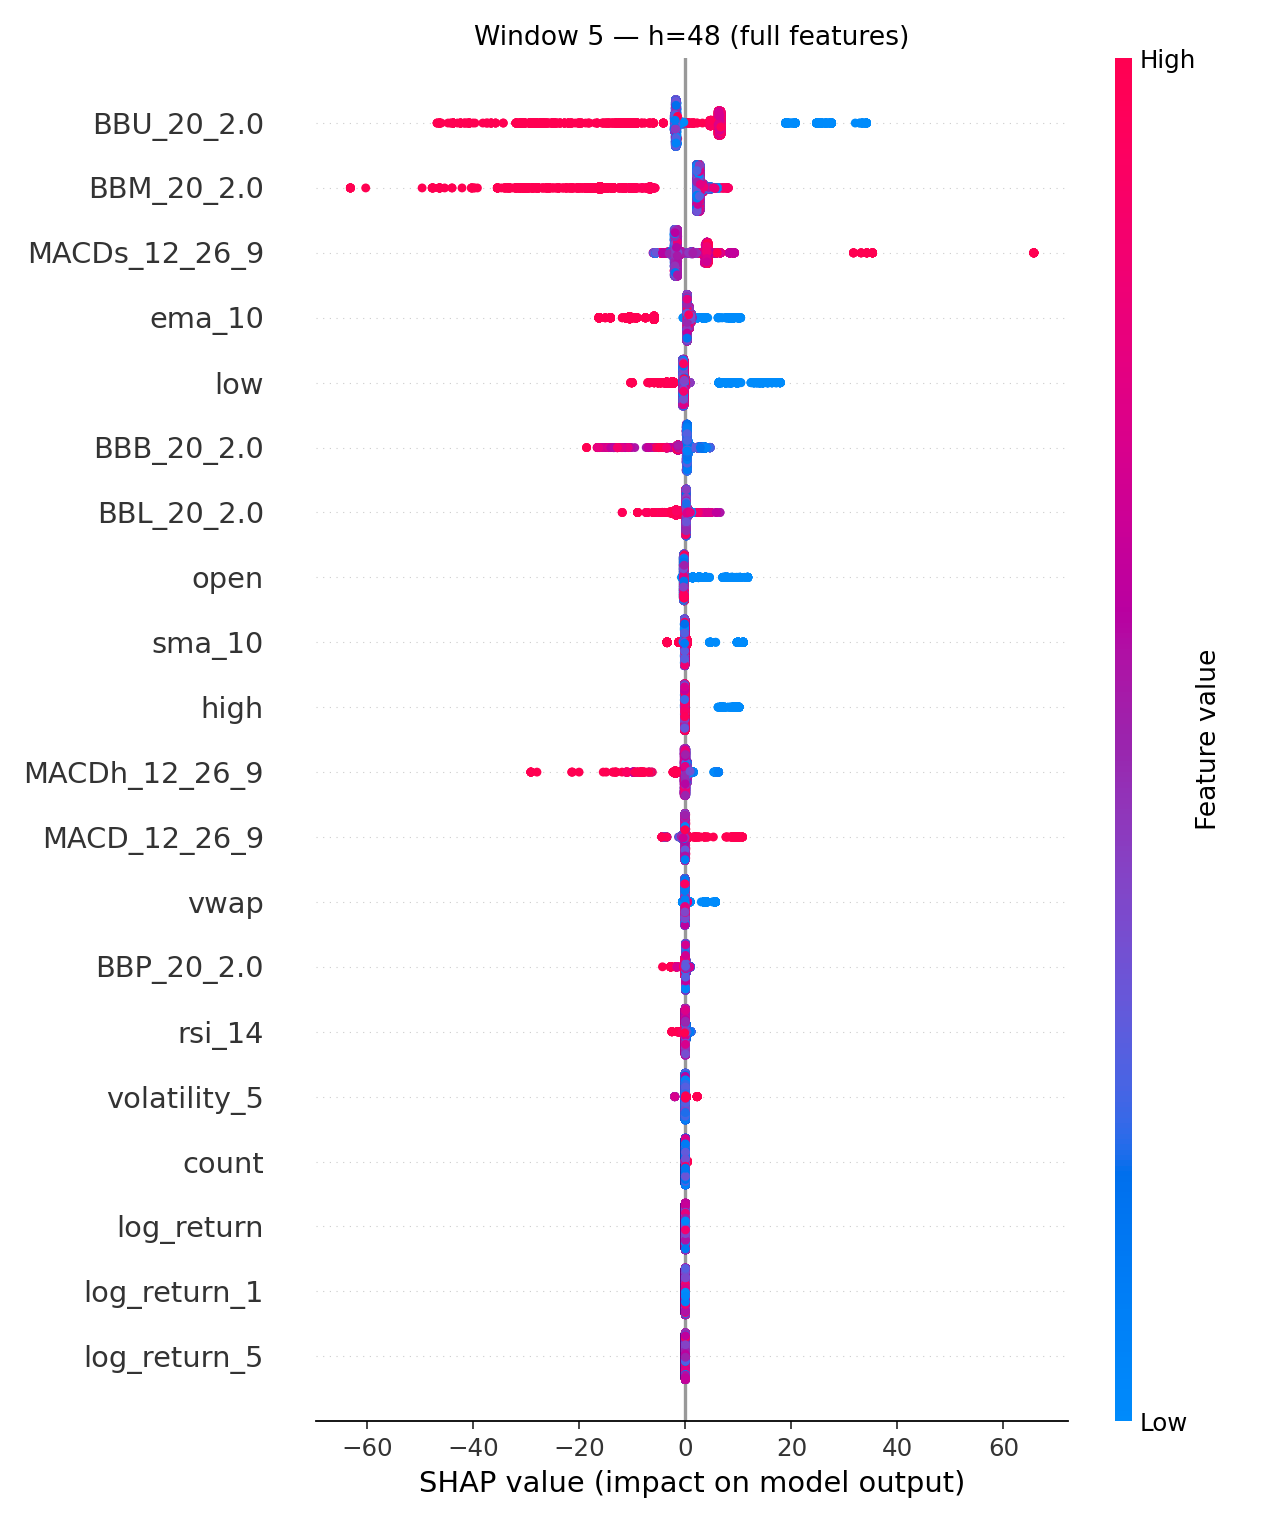 Window 5 — h=48 (full features)
High
BBU_20_2.0
BBM_20_2.0
MACDs_12_26_9
ema_10
low
BBB_20_2.0
BBL_20_2.0
open
sma_10
high
MACDh_12_26_9
MACD_12_26_9
vwap
BBP_20_2.0
rsi_14
volatility_5
count
log_return
log_return_1
log_return_5
Feature value
Low
−60 −40 −20 0 20 40 60
SHAP value (impact on model output)